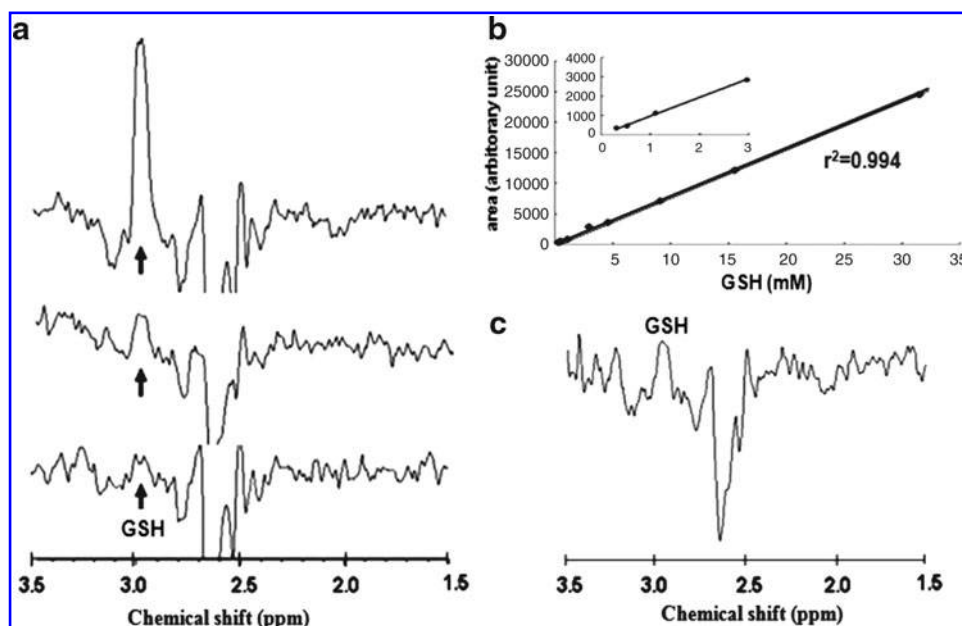 a
GSH
3.5 3.0 2.5 2.0 1.5
Chemical shift (ppm)
b
area (arbitorary unit)
30000
25000
20000
15000
10000
5000
0
5 10 15 20 25 30 35
GSH (mM)
4000
3000
2000
1000
0
0 1 2 3
r²=0.994
c
GSH
3.5 3.0 2.5 2.0 1.5
Chemical shift (ppm)